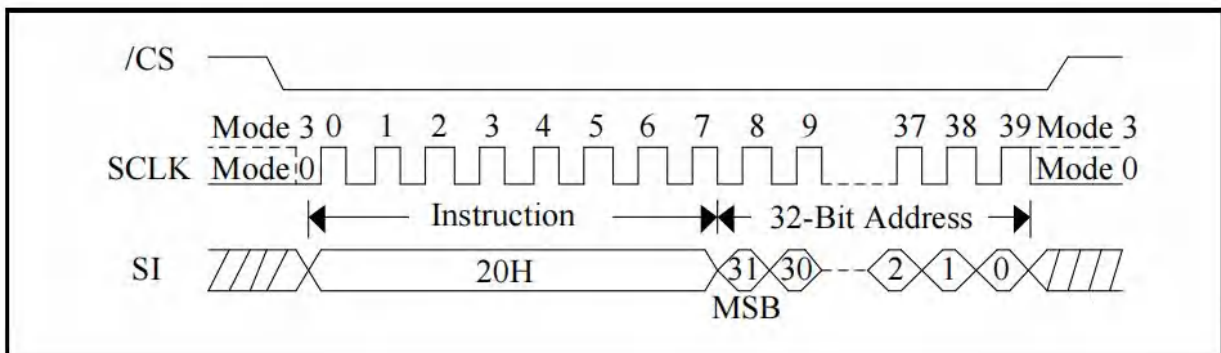 /CS
Mode 3 0 1 2 3 4 5 6 7 8 9 37 38 39 Mode 3
SCLK Mode 0 Mode 0
Instruction 32-Bit Address
SI 20H 31 30 2 1 0
MSB